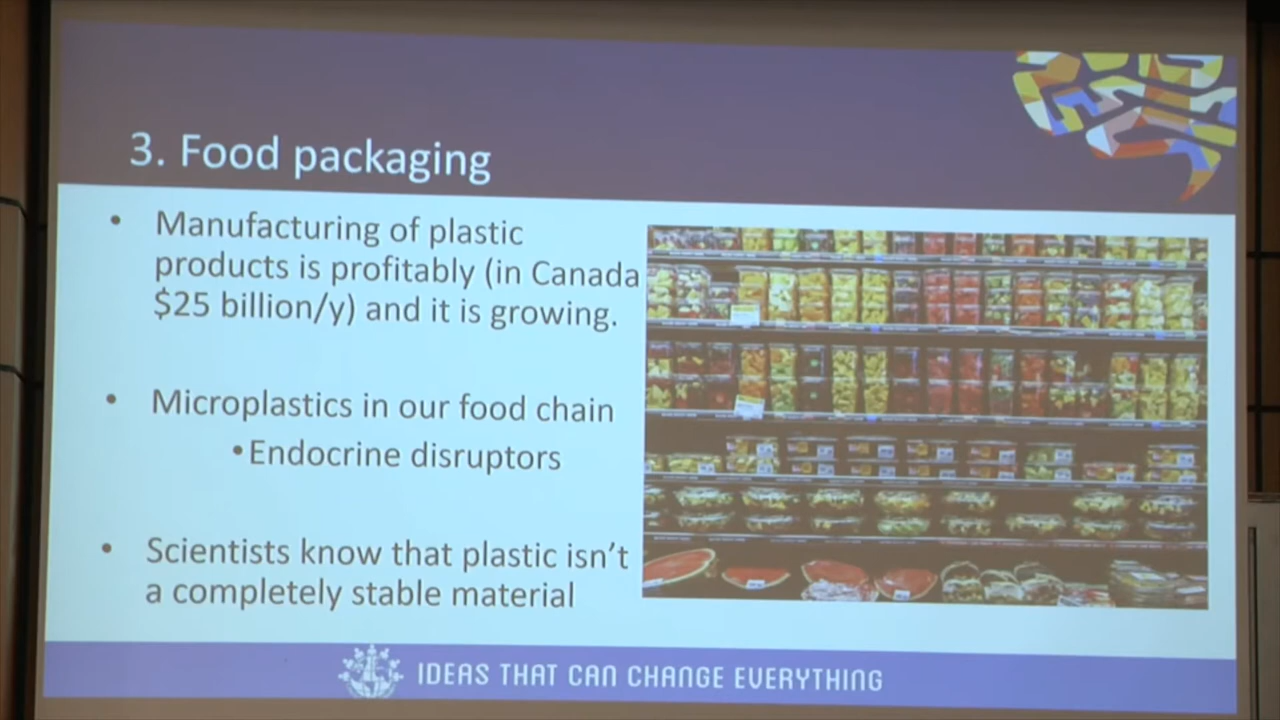 3. Food packaging
• Manufacturing of plastic
products is profitably (in Canada
$25 billion/y) and it is growing.
• Microplastics in our food chain
• Endocrine disruptors
• Scientists know that plastic isn't
a completely stable material
IDEAS THAT CAN CHANGE EVERYTHING